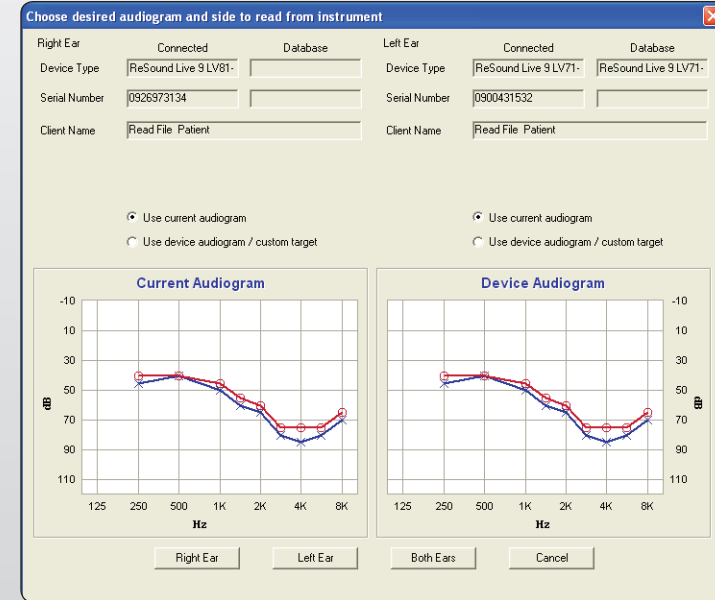 Choose desired audiogram and side to read from instrument
Right Ear Connected Database
Device Type ReSound Live 9 LV81-
Serial Number 0926973134
Client Name Read File Patient
Use current audiogram
Use device audiogram / custom target
Left Ear Connected Database
Device Type ReSound Live 9 LV71- ReSound Live 9 LV71-
Serial Number 0900431532
Client Name Read File Patient
Use current audiogram
Use device audiogram / custom target
Current Audiogram
-10
10
30
50
70
90
110
dB
125 250 500 1K 2K 4K 8K
Hz
Device Audiogram
-10
10
30
50
70
90
110
dB
125 250 500 1K 2K 4K 8K
Hz
Right Ear Left Ear Both Ears Cancel